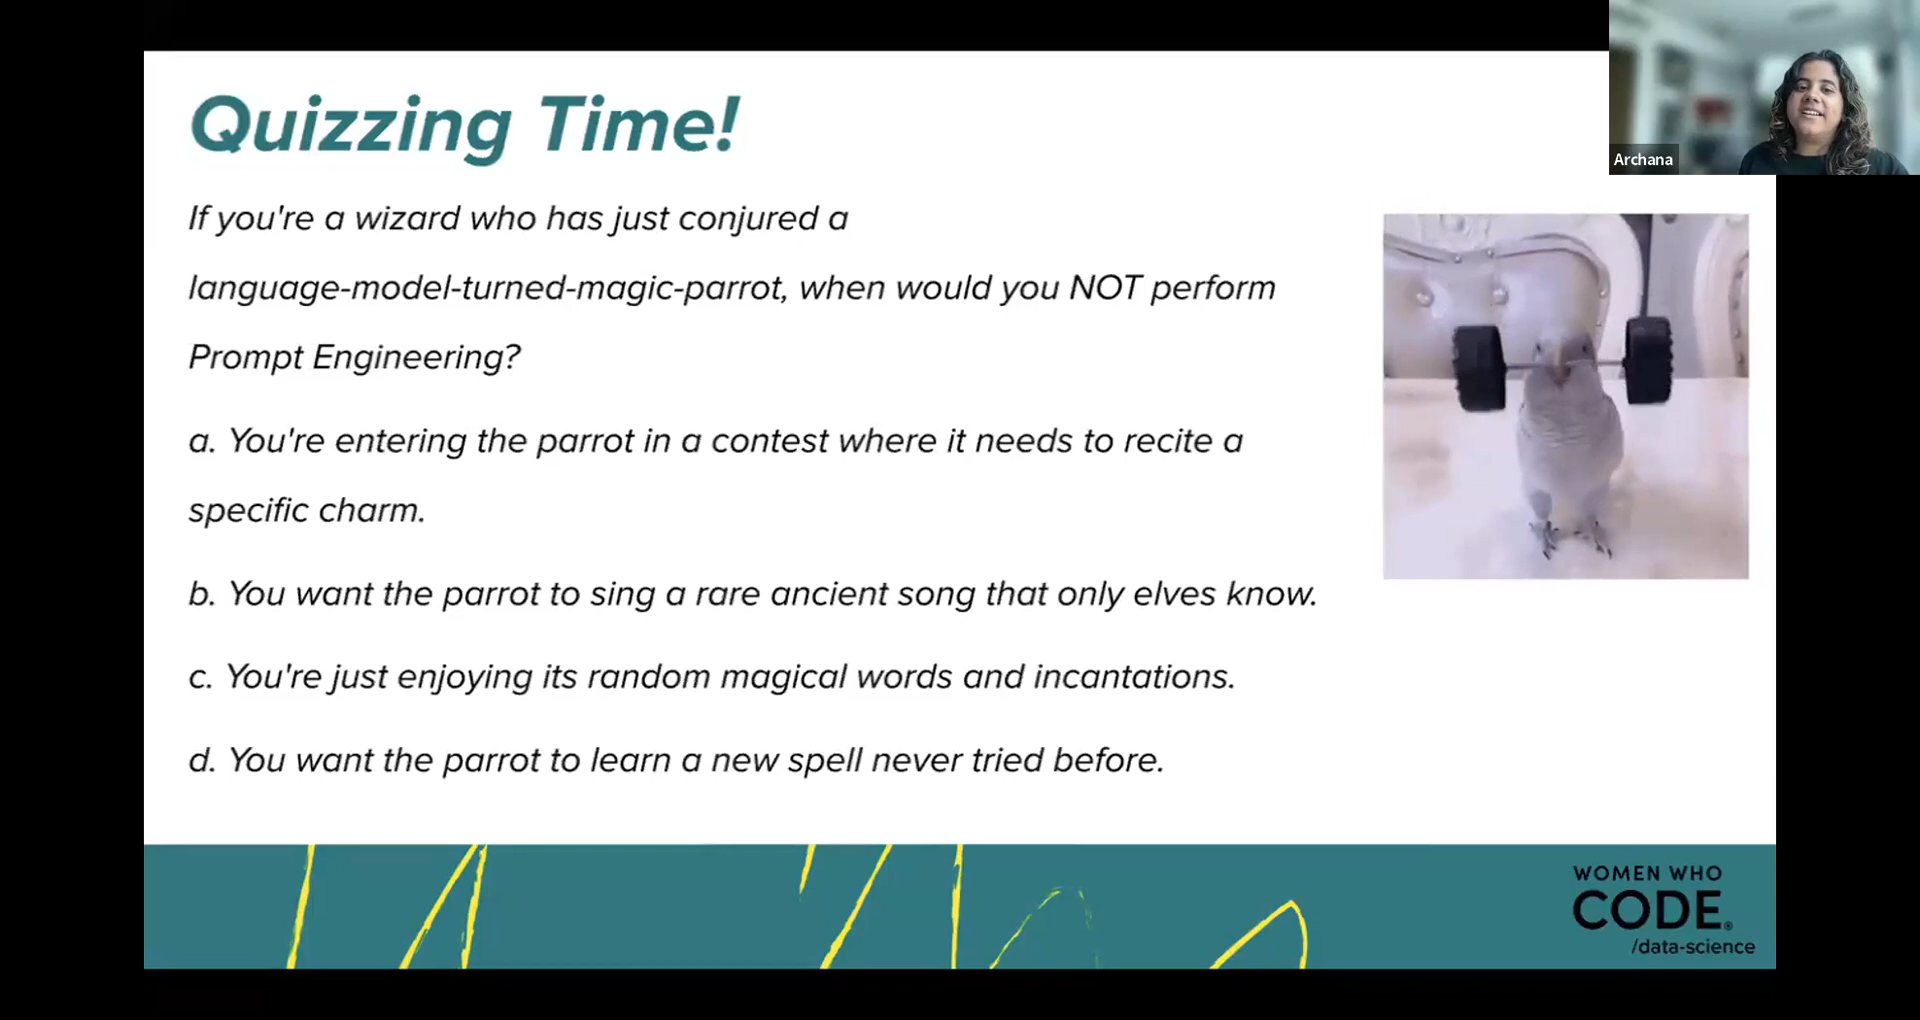 Quizzing Time!
Archana
If you're a wizard who has just conjured a
language-model-turned-magic-parrot, when would you NOT perform
Prompt Engineering?
a. You're entering the parrot in a contest where it needs to recite a
specific charm.
b. You want the parrot to sing a rare ancient song that only elves know.
c. You're just enjoying its random magical words and incantations.
d. You want the parrot to learn a new spell never tried before.
WOMEN WHO
CODE®
/data-science